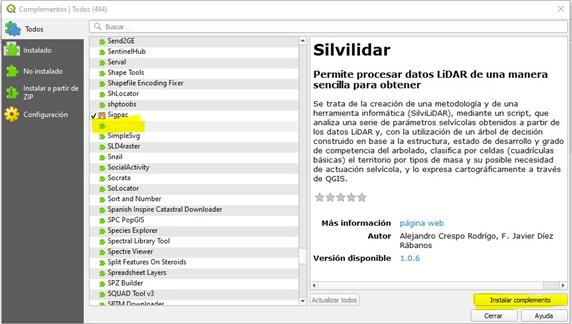 Complementos | Todos (494)
Todos
Instalado
No instalado
Instalar a partir de
ZIP
Configuración
Buscar...
Send2GE
SentinelHub
Serval
Shape Tools
Shapefile Encoding Fixer
ShLocator
shptoobs
Sigpac
SimpleSvg
SLD4raster
Snail
SocialActivity
Socrata
SoLocator
Sort and Number
Spanish Inspire Catastral Downloader
SPC PopGIS
Species Explorer
Spectral Library Tool
Spectre Viewer
Split Features On Steroids
Spreadsheet Layers
SPZ Builder
SQUAD Tool v3
SRTM Downloader
Silvilidar
Permite procesar datos LiDAR de una manera
sencilla para obtener
Se trata de la creación de una metodología y de una
herramienta informática (SilviLiDAR), mediante un script, que
analiza una serie de parámetros selvícolas obtenidos a partir de
los datos LiDAR y, con la utilización de un árbol de decisión
construido en base a la estructura, estado de desarrollo y grado
de competencia del arbolado, clasifica por celdas (cuadrículas
básicas) el territorio por tipos de masa y su posible necesidad
de actuación selvícola, y lo expresa cartográficamente a través
de QGIS.
Más información página web
Autor Alejandro Crespo Rodrígo, F. Javier Díez
Rábanos
Versión disponible 1.0.6
Actualizar todos
Instalar complemento
Cerrar
Ayuda